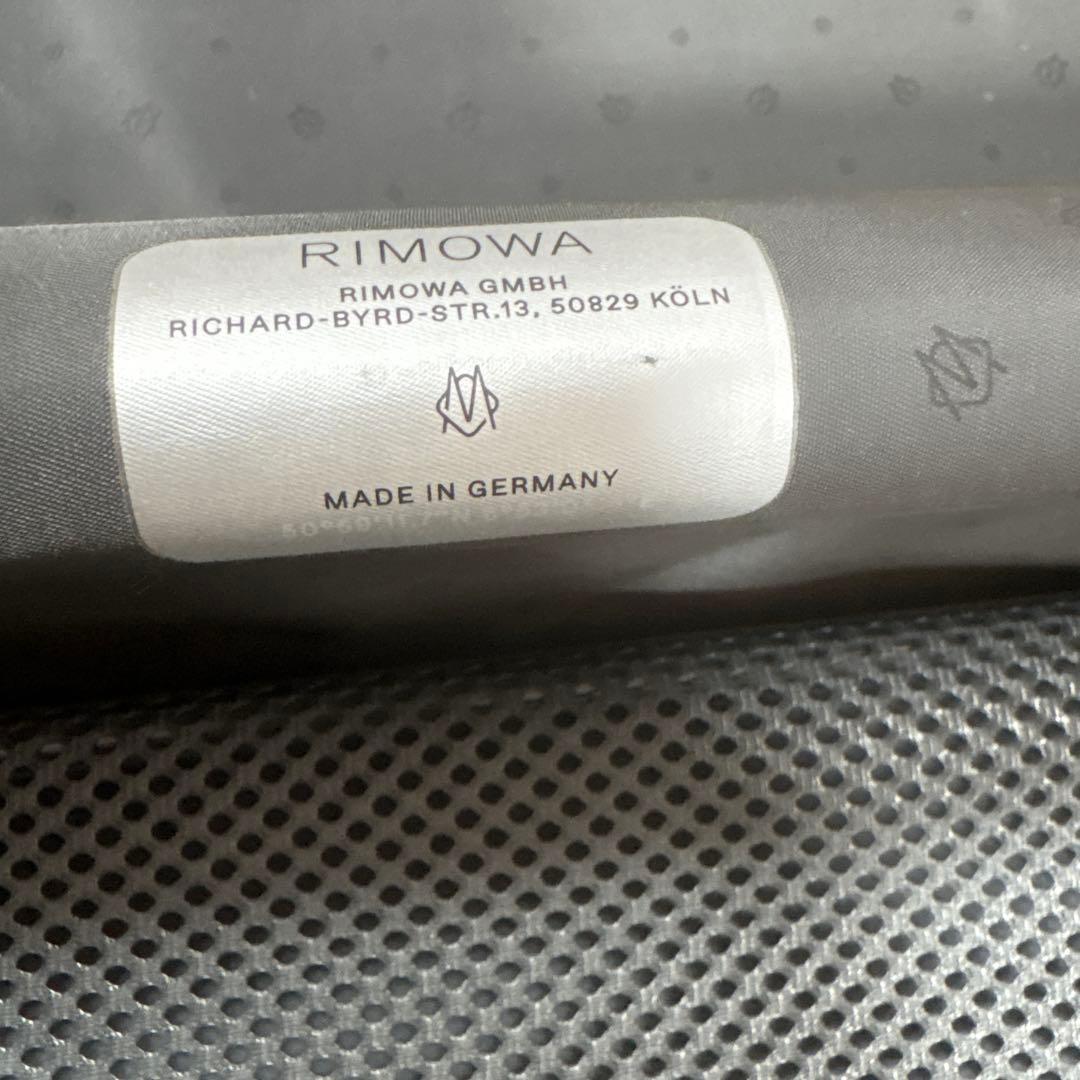 RIMOWA
RIMOWA GMBH
RICHARD-BYRD-STR.13, 50829 KÖLN
MADE IN GERMANY